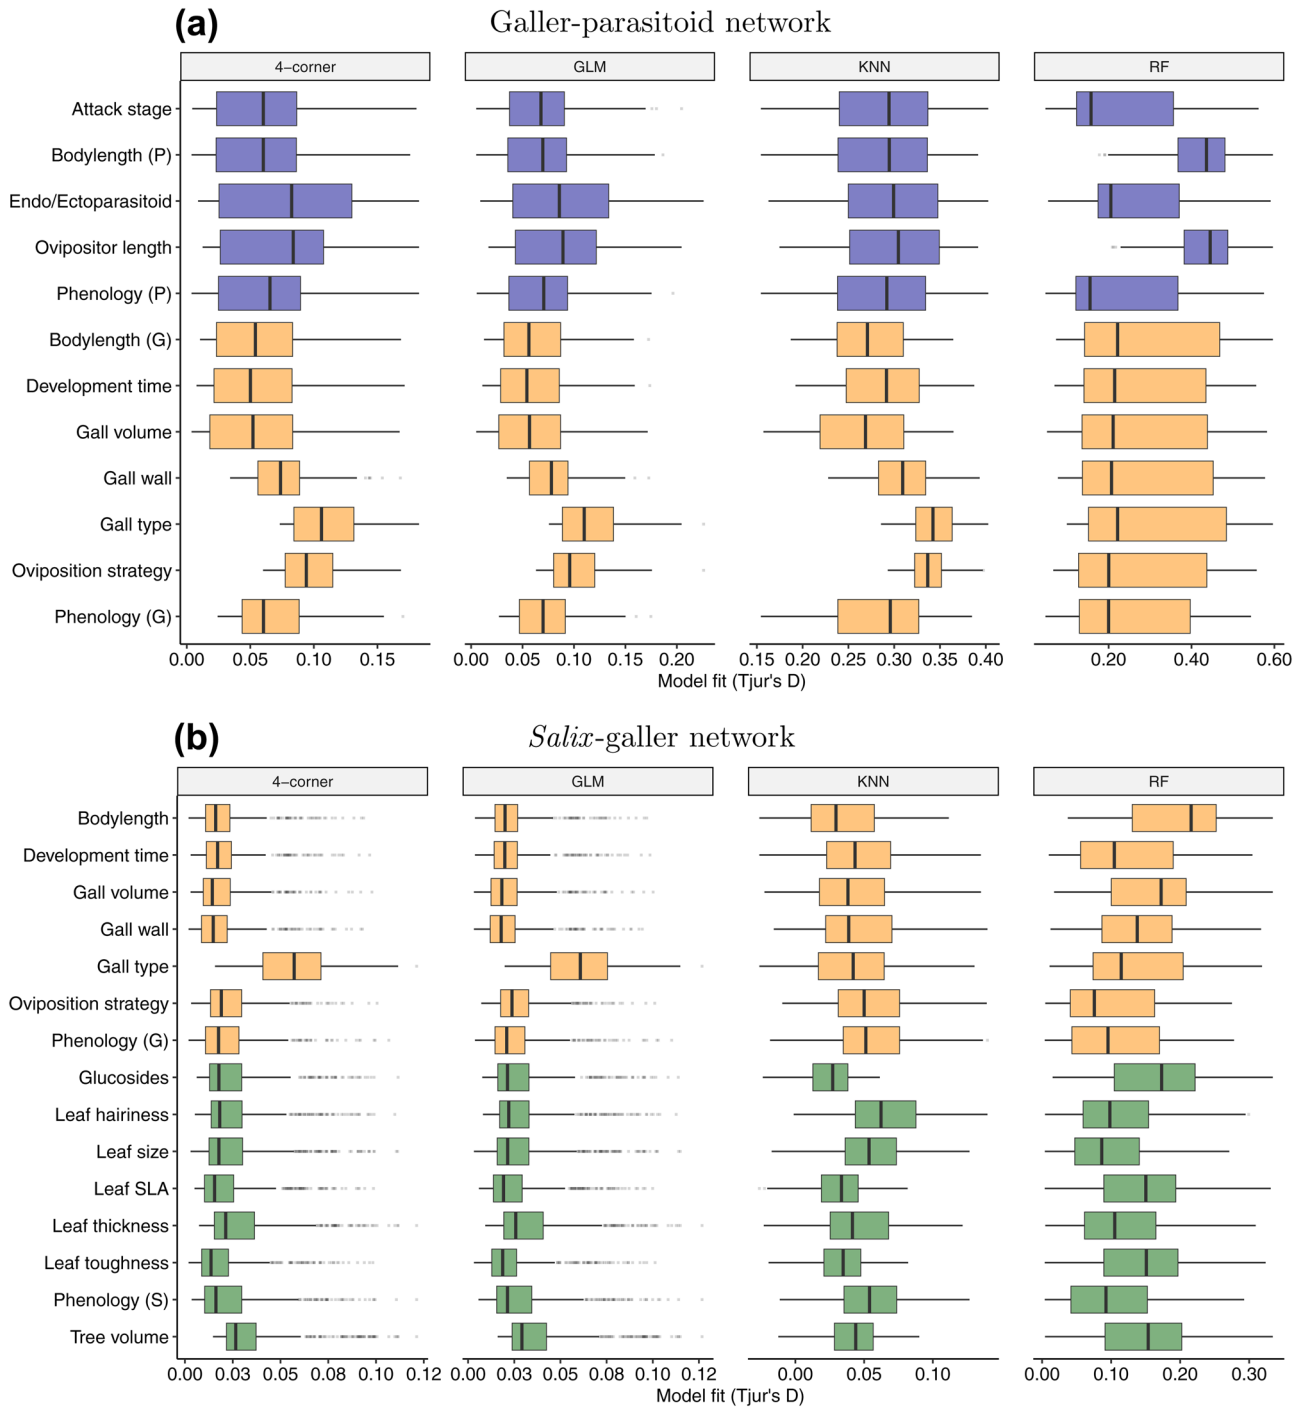 (a) Galler-parasitoid network
4−corner GLM KNN RF
Attack stage
Bodylength (P)
Endo/Ectoparasitoid
Ovipositor length
Phenology (P)
Bodylength (G)
Development time
Gall volume
Gall wall
Gall type
Oviposition strategy
Phenology (G)
0.00 0.05 0.10 0.15 0.00 0.05 0.10 0.15 0.20 0.15 0.20 0.25 0.30 0.35 0.40 0.20 0.40 0.60
Model fit (Tjur's D)
(b) Salix-galler network
4−corner GLM KNN RF
Bodylength
Development time
Gall volume
Gall wall
Gall type
Oviposition strategy
Phenology (G)
Glucosides
Leaf hairiness
Leaf size
Leaf SLA
Leaf thickness
Leaf toughness
Phenology (S)
Tree volume
0.00 0.03 0.05 0.08 0.10 0.12 0.00 0.03 0.05 0.08 0.10 0.12 0.00 0.05 0.10 0.00 0.10 0.20 0.30
Model fit (Tjur's D)